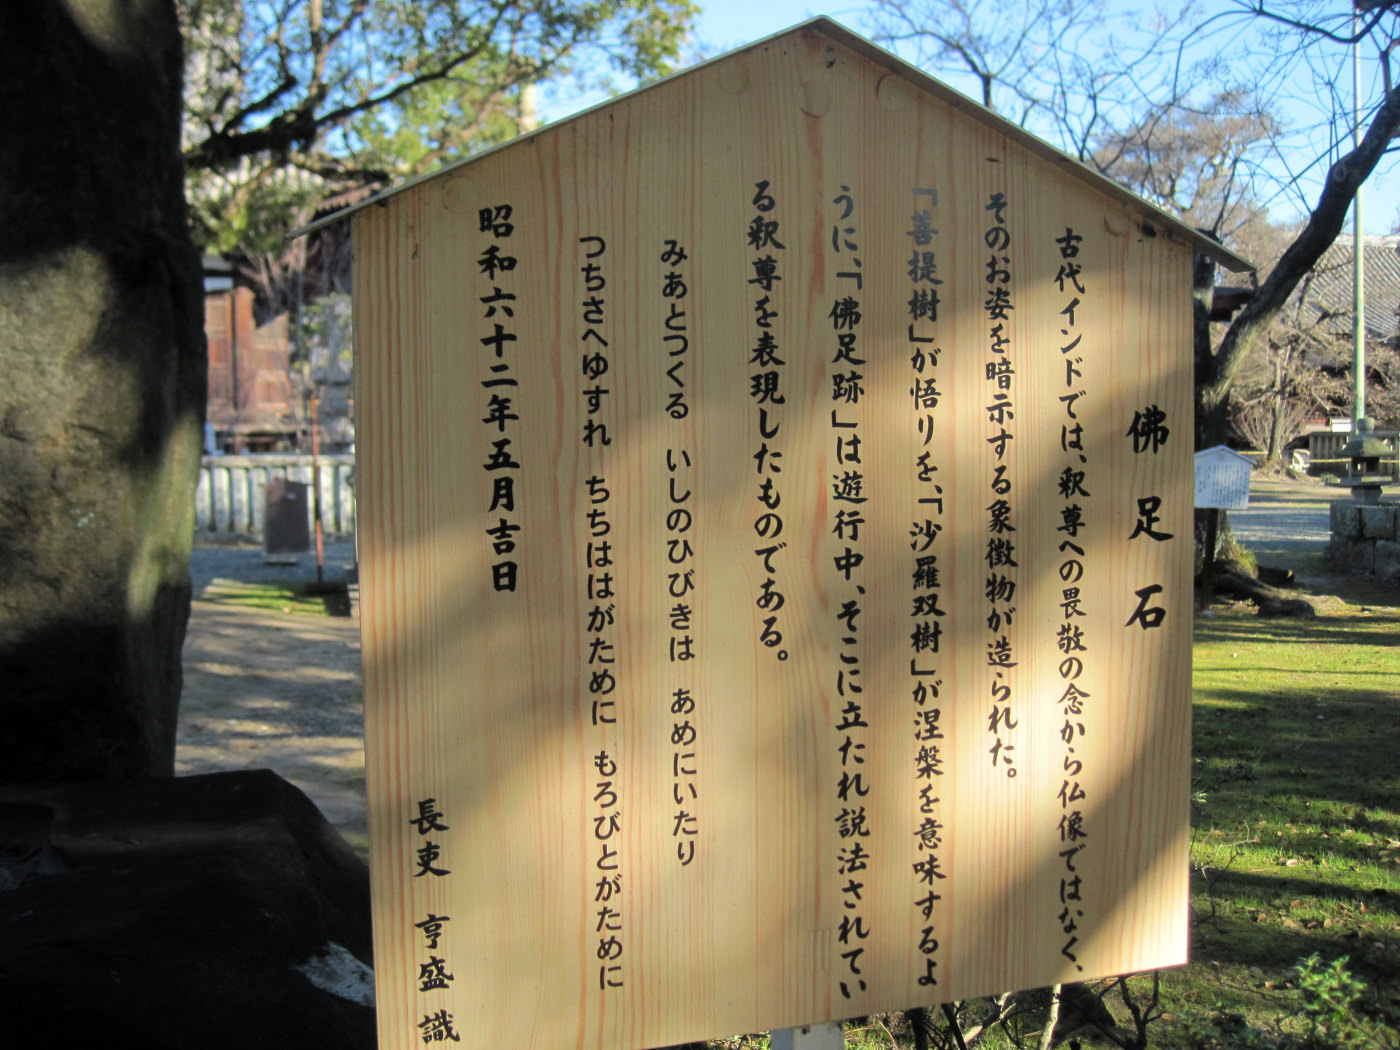 佛足石
古代インドでは、釈尊への畏敬の念から仏像ではなく、
そのお姿を暗示する象徴物が造られた。
『菩提樹」が悟りを、「沙羅双樹」が涅槃を意味するよ
うに、「佛足跡」は遊行中、そこに立たれ説法されてい
る釈尊を表現したものである。
みあとつくる いしのひびきは あめにいたり
つちさへゆすれ ちちははがために もろびとがために
昭和六十二年五月吉日
長吏 亨盛 識